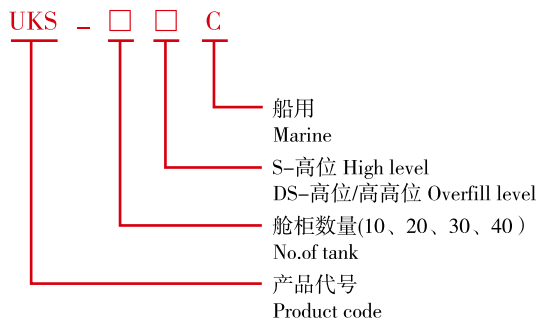 UKS – □ □ C
船用
Marine
S–高位 High level
DS–高位/高高位 Overfill level
舱柜数量(10、20、30、40 )
No.of tank
产品代号
Product code